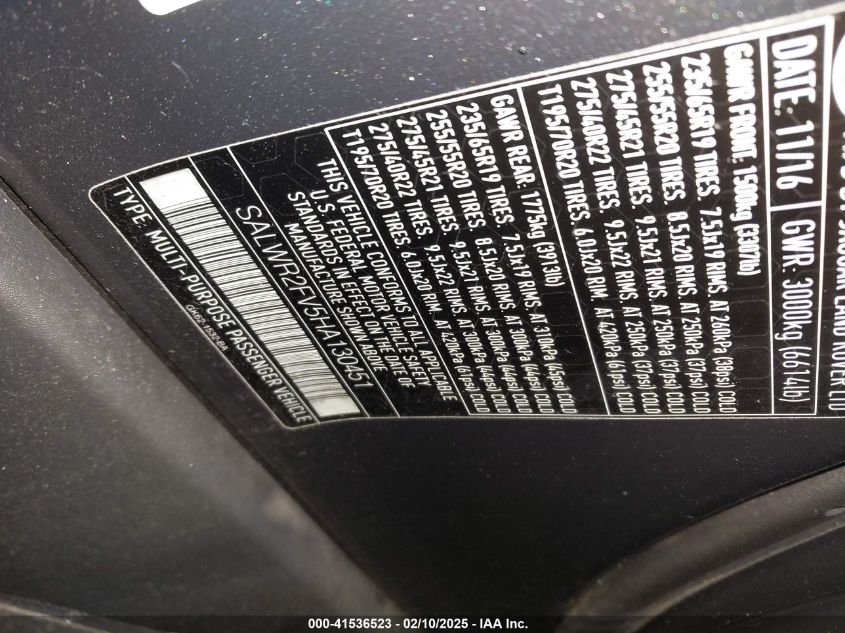 JAGUAR LAND ROVER LTD
DATE: 11/16 GWR: 3000kg (6614lb)
GAWR FRONT: 1500kg (3307lb)
235/65R19 TIRES. 7.5Jx19 RIMS. AT 260kPa (38psi) COLD
255/55R20 TIRES. 8.5Jx20 RIMS. AT 250kPa (37psi) COLD
275/45R21 TIRES. 9.5Jx21 RIMS. AT 250kPa (37psi) COLD
275/40R22 TIRES. 9.5Jx22 RIMS. AT 250kPa (37psi) COLD
T195/70R20 TIRES. 6.0Jx20 RIM. AT 420kPa (61psi) COLD
GAWR REAR: 1775kg (3913lb)
235/65R19 TIRES. 7.5Jx19 RIMS. AT 310kPa (45psi) COLD
255/55R20 TIRES. 8.5Jx20 RIMS. AT 300kPa (44psi) COLD
275/45R21 TIRES. 9.5Jx21 RIMS. AT 300kPa (44psi) COLD
275/40R22 TIRES. 9.5Jx22 RIMS. AT 300kPa (44psi) COLD
T195/70R20 TIRES. 6.0Jx20 RIM. AT 420kPa (61psi) COLD
THIS VEHICLE CONFORMS TO ALL APPLICABLE
U.S. FEDERAL MOTOR VEHICLE SAFETY
STANDARDS IN EFFECT ON THE DATE OF
MANUFACTURE SHOWN ABOVE
SALWR2FV5HA130451
TYPE: MULTI-PURPOSE PASSENGER VEHICLE
000-41536523 - 02/10/2025 - IAA Inc.